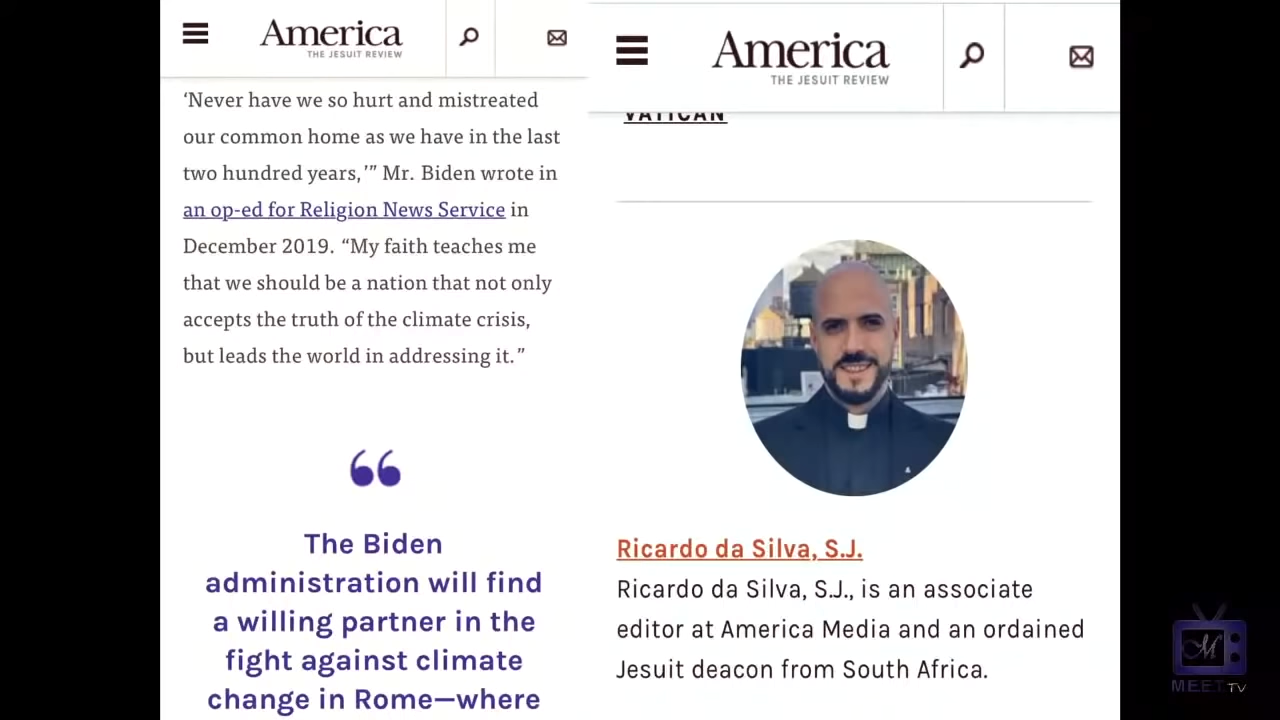 America
THE JESUIT REVIEW
‘Never have we so hurt and mistreated
our common home as we have in the last
two hundred years,’” Mr. Biden wrote in
an op-ed for Religion News Service in
December 2019. “My faith teaches me
that we should be a nation that not only
accepts the truth of the climate crisis,
but leads the world in addressing it.”
“
The Biden
administration will find
a willing partner in the
fight against climate
change in Rome—where
America
THE JESUIT REVIEW
VATICAN
Ricardo da Silva, S.J.
Ricardo da Silva, S.J., is an associate
editor at America Media and an ordained
Jesuit deacon from South Africa.
M
MEET TV